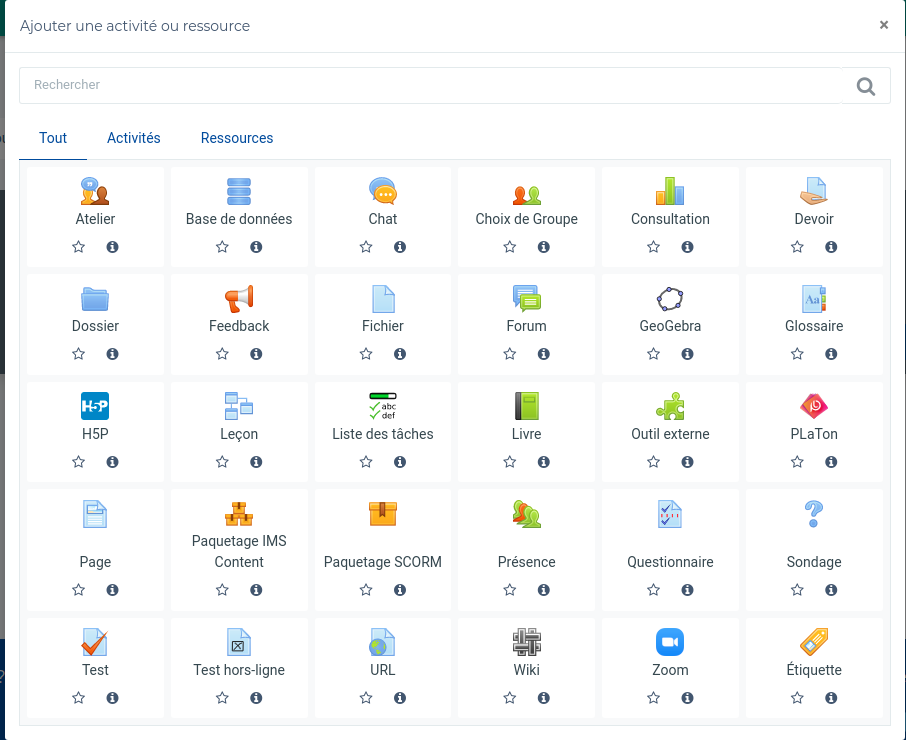 Ajouter une activité ou ressource
×
Rechercher
Tout Activités Ressources
Atelier Base de données Chat Choix de Groupe Consultation Devoir
Dossier Feedback Fichier Forum GeoGebra Glossaire
Aa
H5P
abc
def
H5P Leçon Liste des tâches Livre Outil externe PLaTon
Paquetage IMS
Page Content Paquetage SCORM Présence Questionnaire Sondage
Test Test hors-ligne URL Wiki Zoom Étiquette